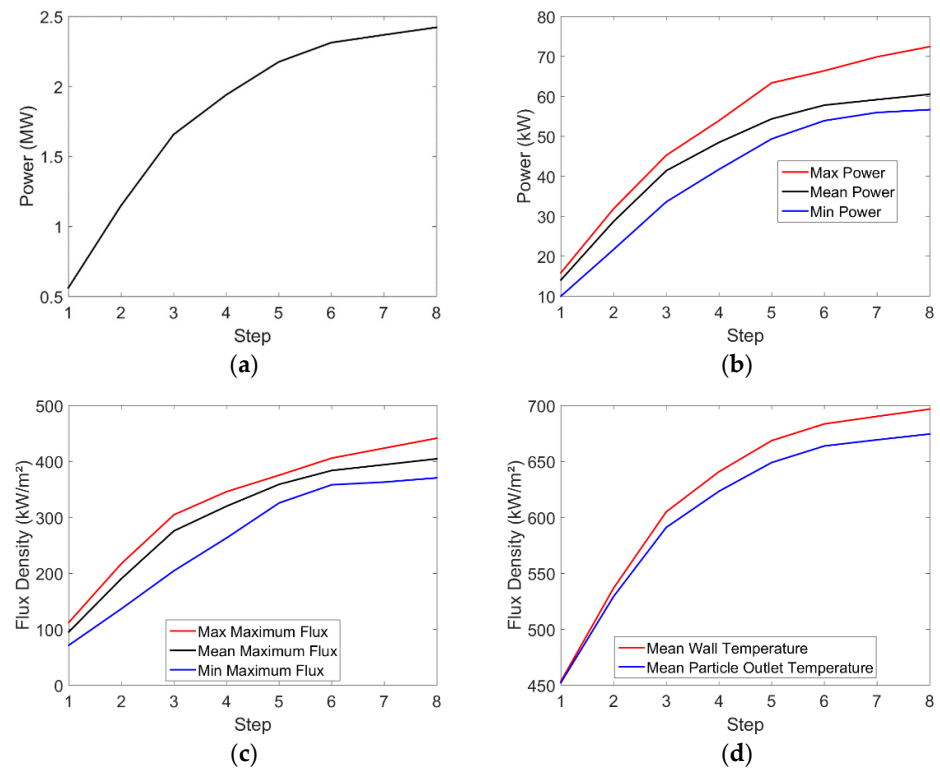 2.5
2
1.5
1
0.5
Power (MW)
1 2 3 4 5 6 7 8
Step
(a)
80
70
60
50
40
30
20
10
Power (kW)
Max Power
Mean Power
Min Power
1 2 3 4 5 6 7 8
Step
(b)
500
400
300
200
100
0
Flux Density (kW/m²)
Max Maximum Flux
Mean Maximum Flux
Min Maximum Flux
1 2 3 4 5 6 7 8
Step
(c)
700
650
600
550
500
450
Flux Density (kW/m²)
Mean Wall Temperature
Mean Particle Outlet Temperature
1 2 3 4 5 6 7 8
Step
(d)